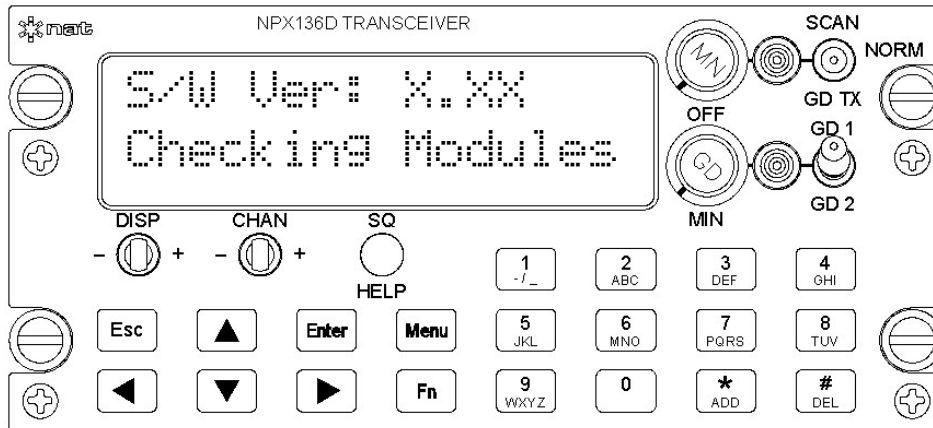 nat
NPX136D TRANSCEIVER
S/W Ver: X.XX
Checking Modules
MN
SCAN
NORM
GD TX
OFF
GD 1
GD
GD 2
MIN
DISP
- +
CHAN
- +
SQ
HELP
1
- / _
2
ABC
3
DEF
4
GHI
Esc
Enter
Menu
5
JKL
6
MNO
7
PQRS
8
TUV
Fn
9
WXYZ
0
*
ADD
#
DEL